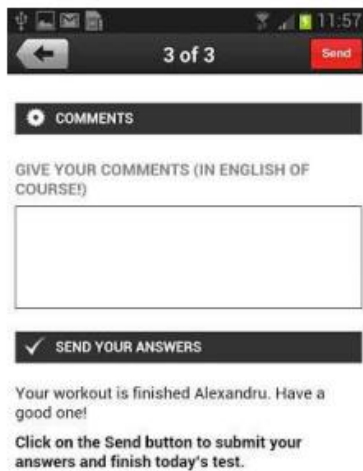 11:57
3 of 3
Send
COMMENTS
GIVE YOUR COMMENTS (IN ENGLISH OF
COURSE!)
SEND YOUR ANSWERS
Your workout is finished Alexandru. Have a
good one!
Click on the Send button to submit your
answers and finish today's test.